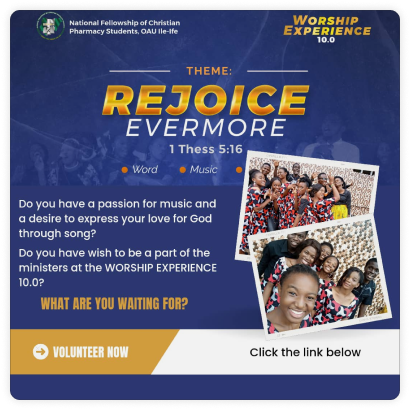 National Fellowship of Christian
Pharmacy Students, OAU Ile-Ife
WORSHIP
EXPERIENCE
10.0
THEME:
REJOICE
EVERMORE
1 Thess 5:16
Word
Music
Do you have a passion for music and
a desire to express your love for God
through song?
Do you have wish to be a part of the
ministers at the WORSHIP EXPERIENCE
10.0?
WHAT ARE YOU WAITING FOR?
VOLUNTEER NOW
Click the link below